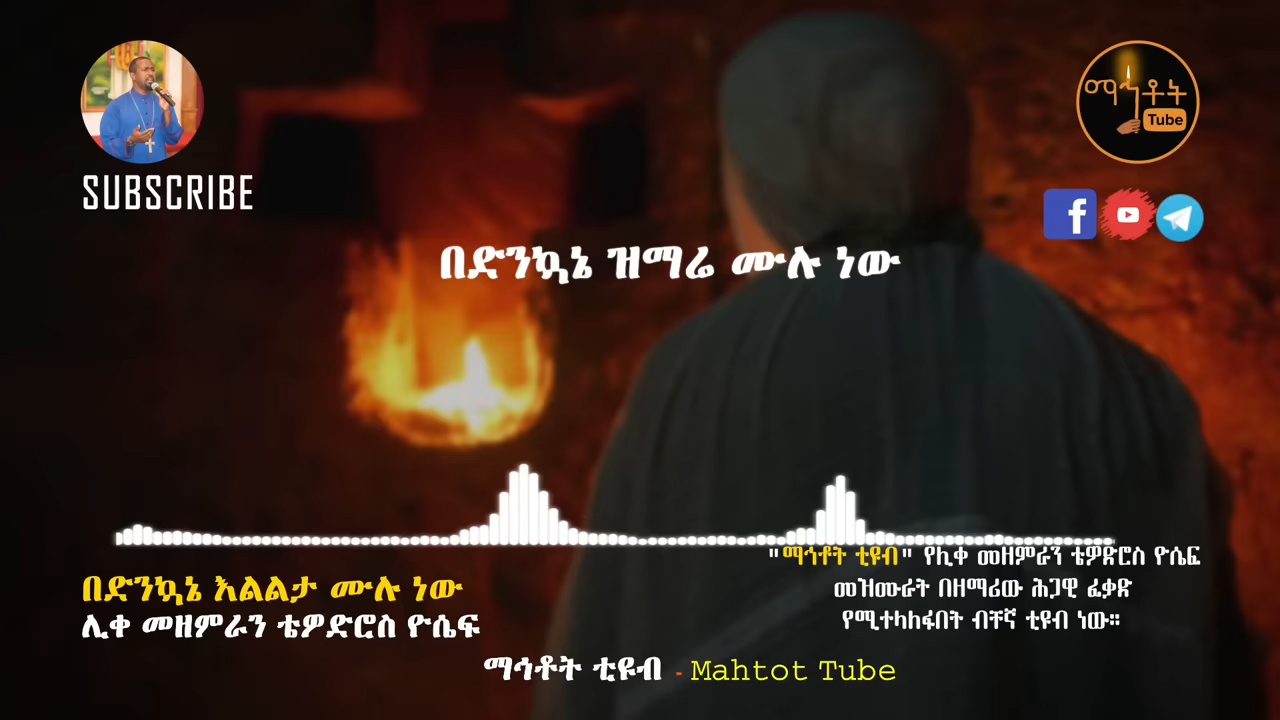 ማኅቶት
Tube
SUBSCRIBE
በድንኳኔ ዝማሬ ሙሉ ነው
"ማኅቶት ቲዩብ" የሊቀ መዘምራን ቴዎድሮስ ዮሴፍ
መዝሙራት በዘማሪው ሕጋዊ ፈቃድ
የሚተላለፋበት ብቸኛ ቲዩብ ነው።
በድንኳኔ እልልታ ሙሉ ነው
ሊቀ መዘምራን ቴዎድሮስ ዮሴፍ
ማኅቶት ቲዩብ - Mahtot Tube